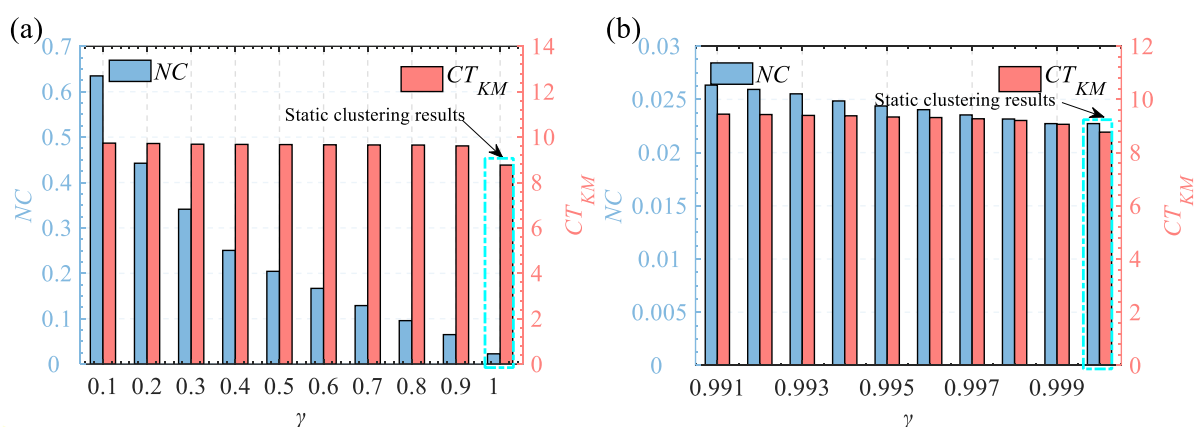 (a)
0.7
0.6
0.5
0.4
0.3
0.2
0.1
0
NC
NC
CT_KM
Static clustering results
14
12
10
8
6
4
2
0
CT_KM
0.1 0.2 0.3 0.4 0.5 0.6 0.7 0.8 0.9 1
γ
(b)
0.03
0.025
0.02
0.015
0.01
0.005
0
NC
NC
CT_KM
Static clustering results
12
10
8
6
4
2
0
CT_KM
0.991 0.993 0.995 0.997 0.999
γ